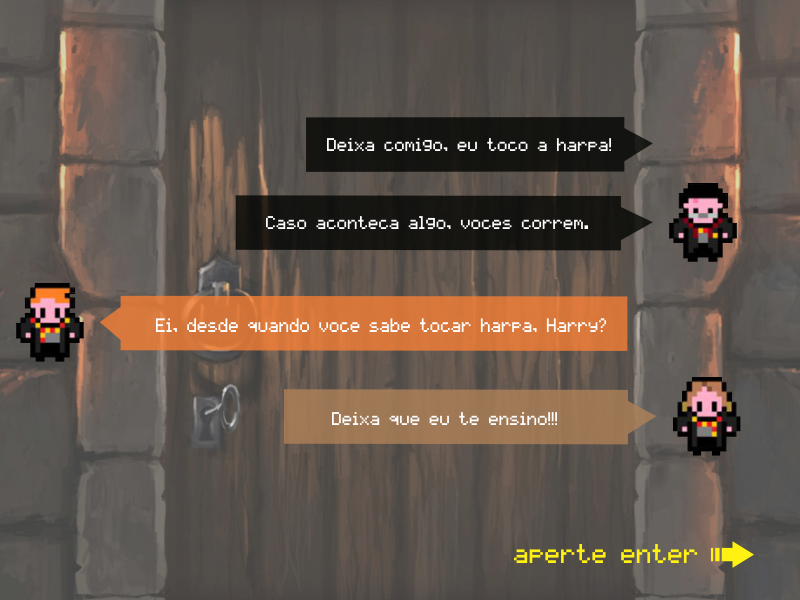 Deixa comigo, eu toco a harpa!
Caso aconteca algo, voces correm.
Ei, desde quando voce sabe tocar harpa, Harry?
Deixa que eu te ensino!!!
aperte enter